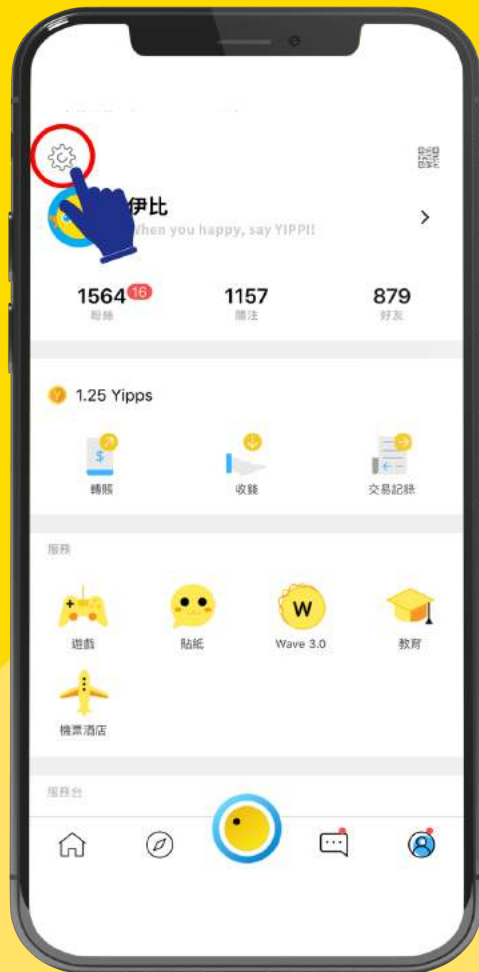 伊比
When you happy, say YIPPI!
1564 16 1157 879
粉絲 關注 好友
1.25 Yipps
$
轉賬 收錢 交易記錄
服務
W
遊戲 貼紙 Wave 3.0 教育
機票酒店
服務台